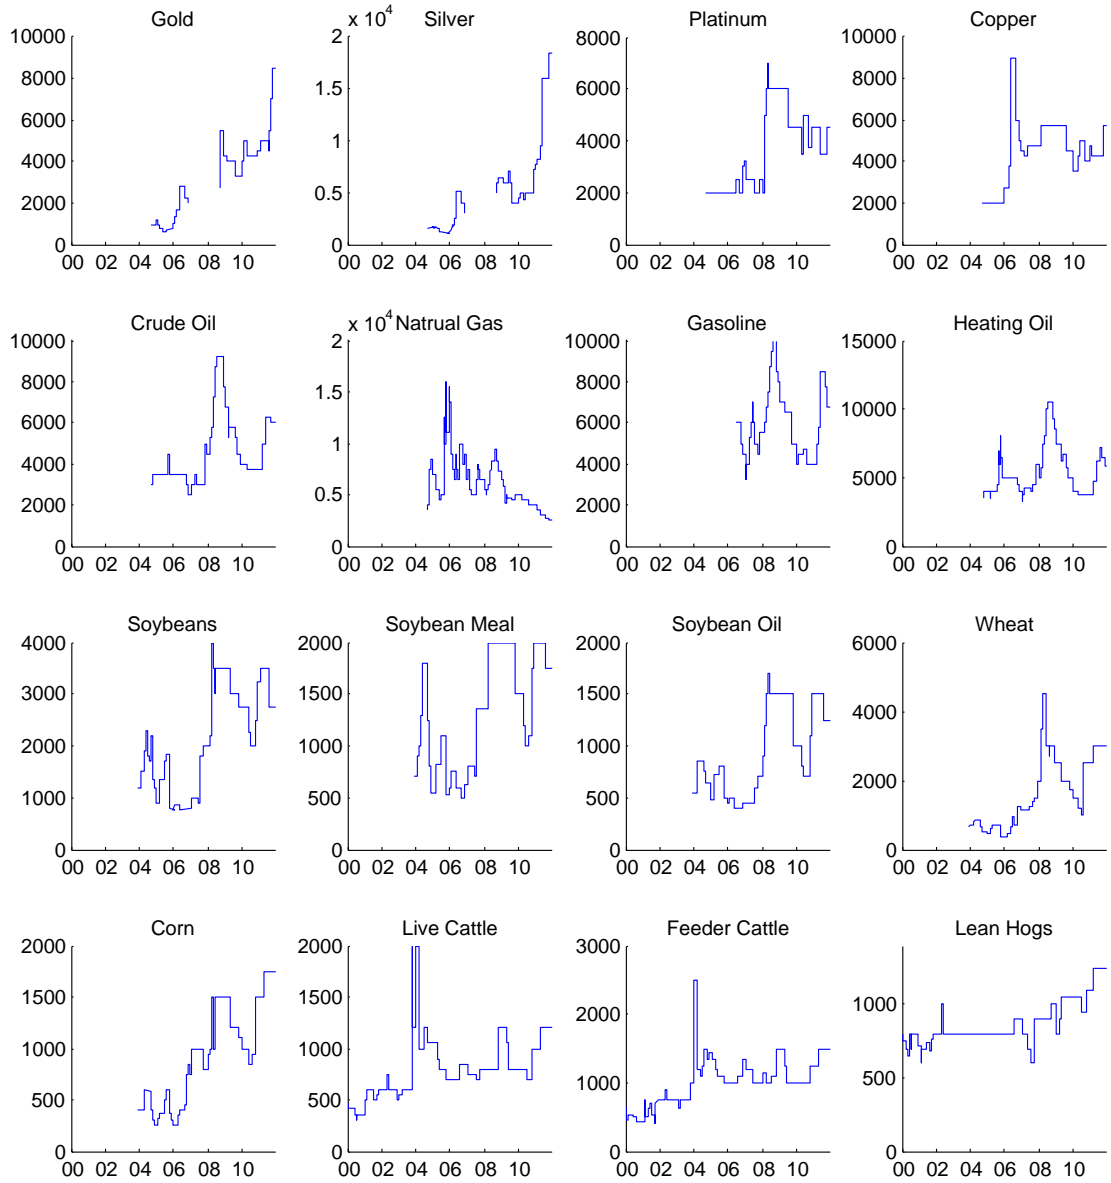 Gold
10000
8000
6000
4000
2000
0
00 02 04 06 08 10
x 10^4
Silver
2
1.5
1
0.5
0
00 02 04 06 08 10
Platinum
8000
6000
4000
2000
0
00 02 04 06 08 10
Copper
10000
8000
6000
4000
2000
0
00 02 04 06 08 10
Crude Oil
10000
8000
6000
4000
2000
0
00 02 04 06 08 10
x 10^4
Natrual Gas
2
1.5
1
0.5
0
00 02 04 06 08 10
Gasoline
10000
8000
6000
4000
2000
0
00 02 04 06 08 10
Heating Oil
15000
10000
5000
0
00 02 04 06 08 10
Soybeans
4000
3000
2000
1000
0
00 02 04 06 08 10
Soybean Meal
2000
1500
1000
500
0
00 02 04 06 08 10
Soybean Oil
2000
1500
1000
500
0
00 02 04 06 08 10
Wheat
6000
4000
2000
0
00 02 04 06 08 10
Corn
2000
1500
1000
500
0
00 02 04 06 08 10
Live Cattle
2000
1500
1000
500
0
00 02 04 06 08 10
Feeder Cattle
3000
2000
1000
0
00 02 04 06 08 10
Lean Hogs
1000
500
0
00 02 04 06 08 10